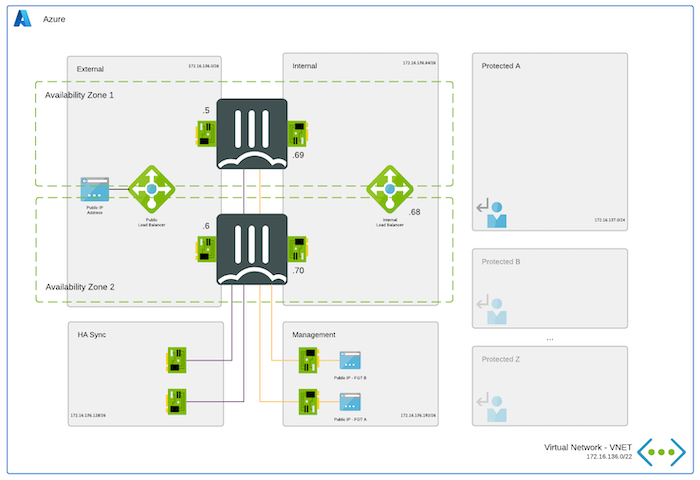 Azure
External
172.16.136.0/26
Internal
172.16.136.64/26
Protected A
Availability Zone 1
.5
.69
Public IP
Address
Public
Load Balancer
Internal
Load Balancer
.68
172.16.137.0/24
.6
.70
Availability Zone 2
Protected B
...
HA Sync
172.16.136.128/26
Management
Public IP - FGT B
Public IP - FGT A
172.16.136.192/26
Protected Z
Virtual Network - VNET
172.16.136.0/22